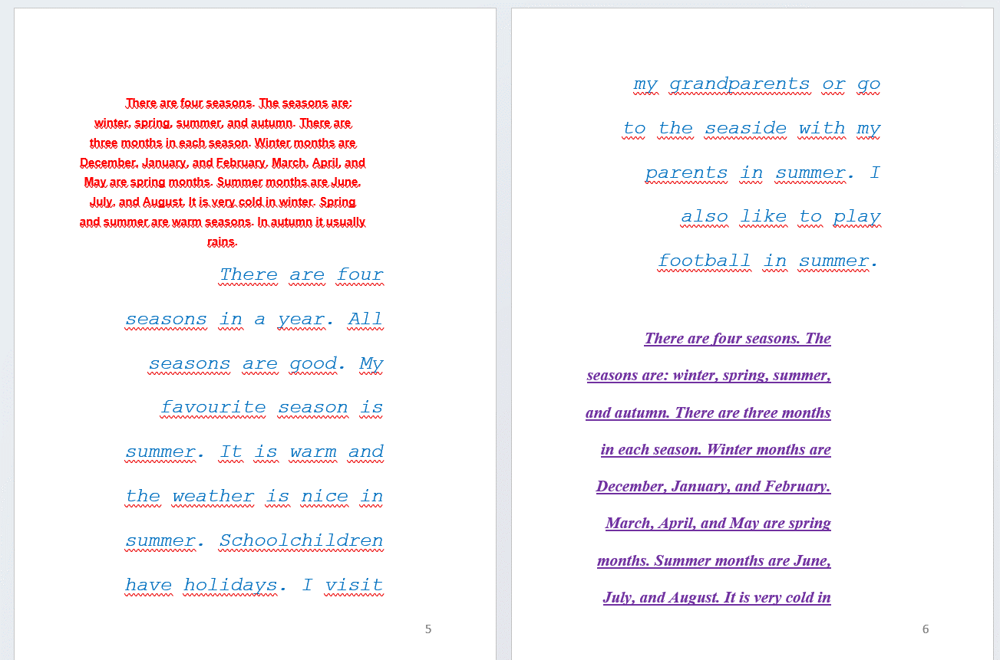 There are four seasons. The seasons are:
winter, spring, summer, and autumn. There are
three months in each season. Winter months are
December, January, and February. March, April, and
May are spring months. Summer months are June,
July, and August. It is very cold in winter. Spring
and summer are warm seasons. In autumn it usually
rains.
There are four
seasons in a year. All
seasons are good. My
favourite season is
summer. It is warm and
the weather is nice in
summer. Schoolchildren
have holidays. I visit
5
my grandparents or go
to the seaside with my
parents in summer. I
also like to play
football in summer.
There are four seasons. The
seasons are: winter, spring, summer,
and autumn. There are three months
in each season. Winter months are
December, January, and February.
March, April, and May are spring
months. Summer months are June,
July, and August. It is very cold in
6